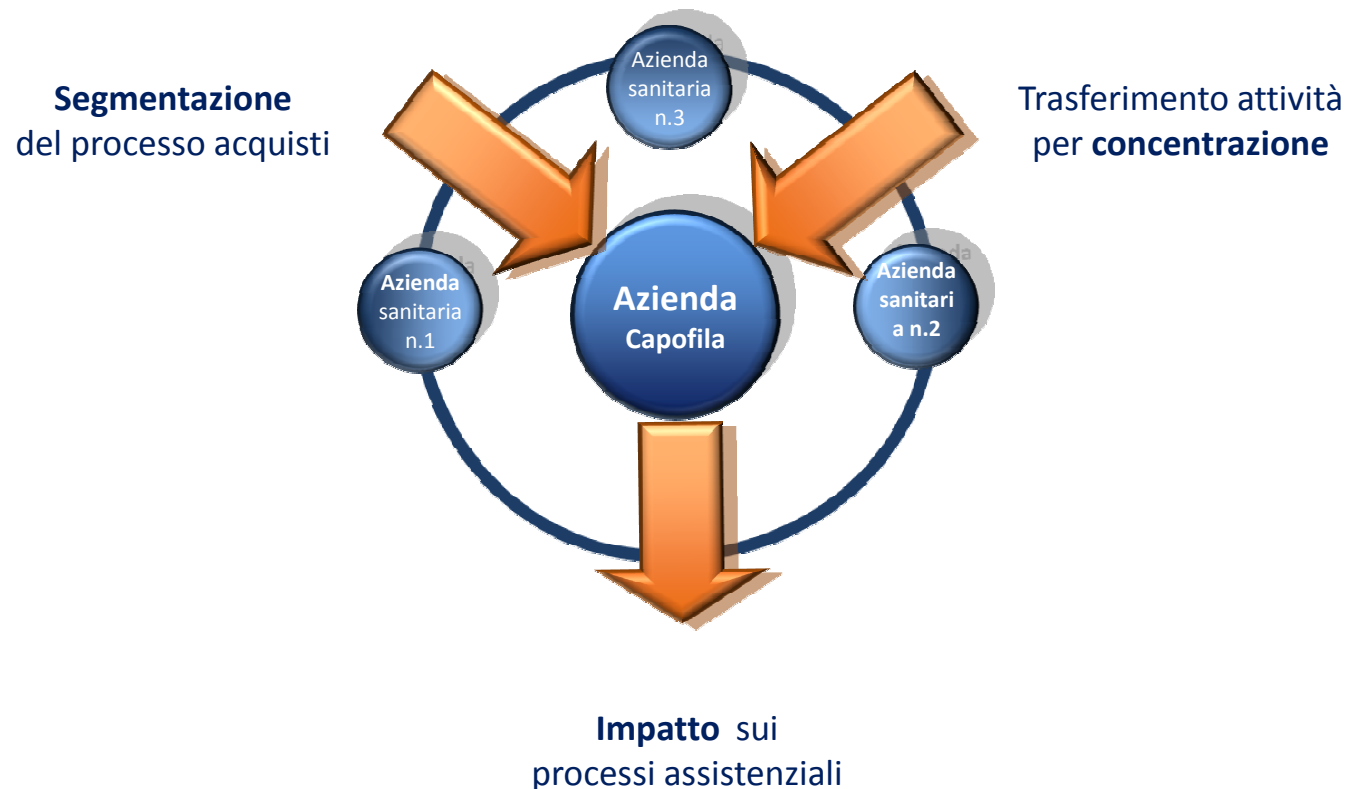 Azienda
sanitaria
n.3
Segmentazione
del processo acquisti
Trasferimento attività
per concentrazione
Azienda
sanitaria
n.1
Azienda
Capofila
Azienda
sanitari
a n.2
Impatto sui
processi assistenziali